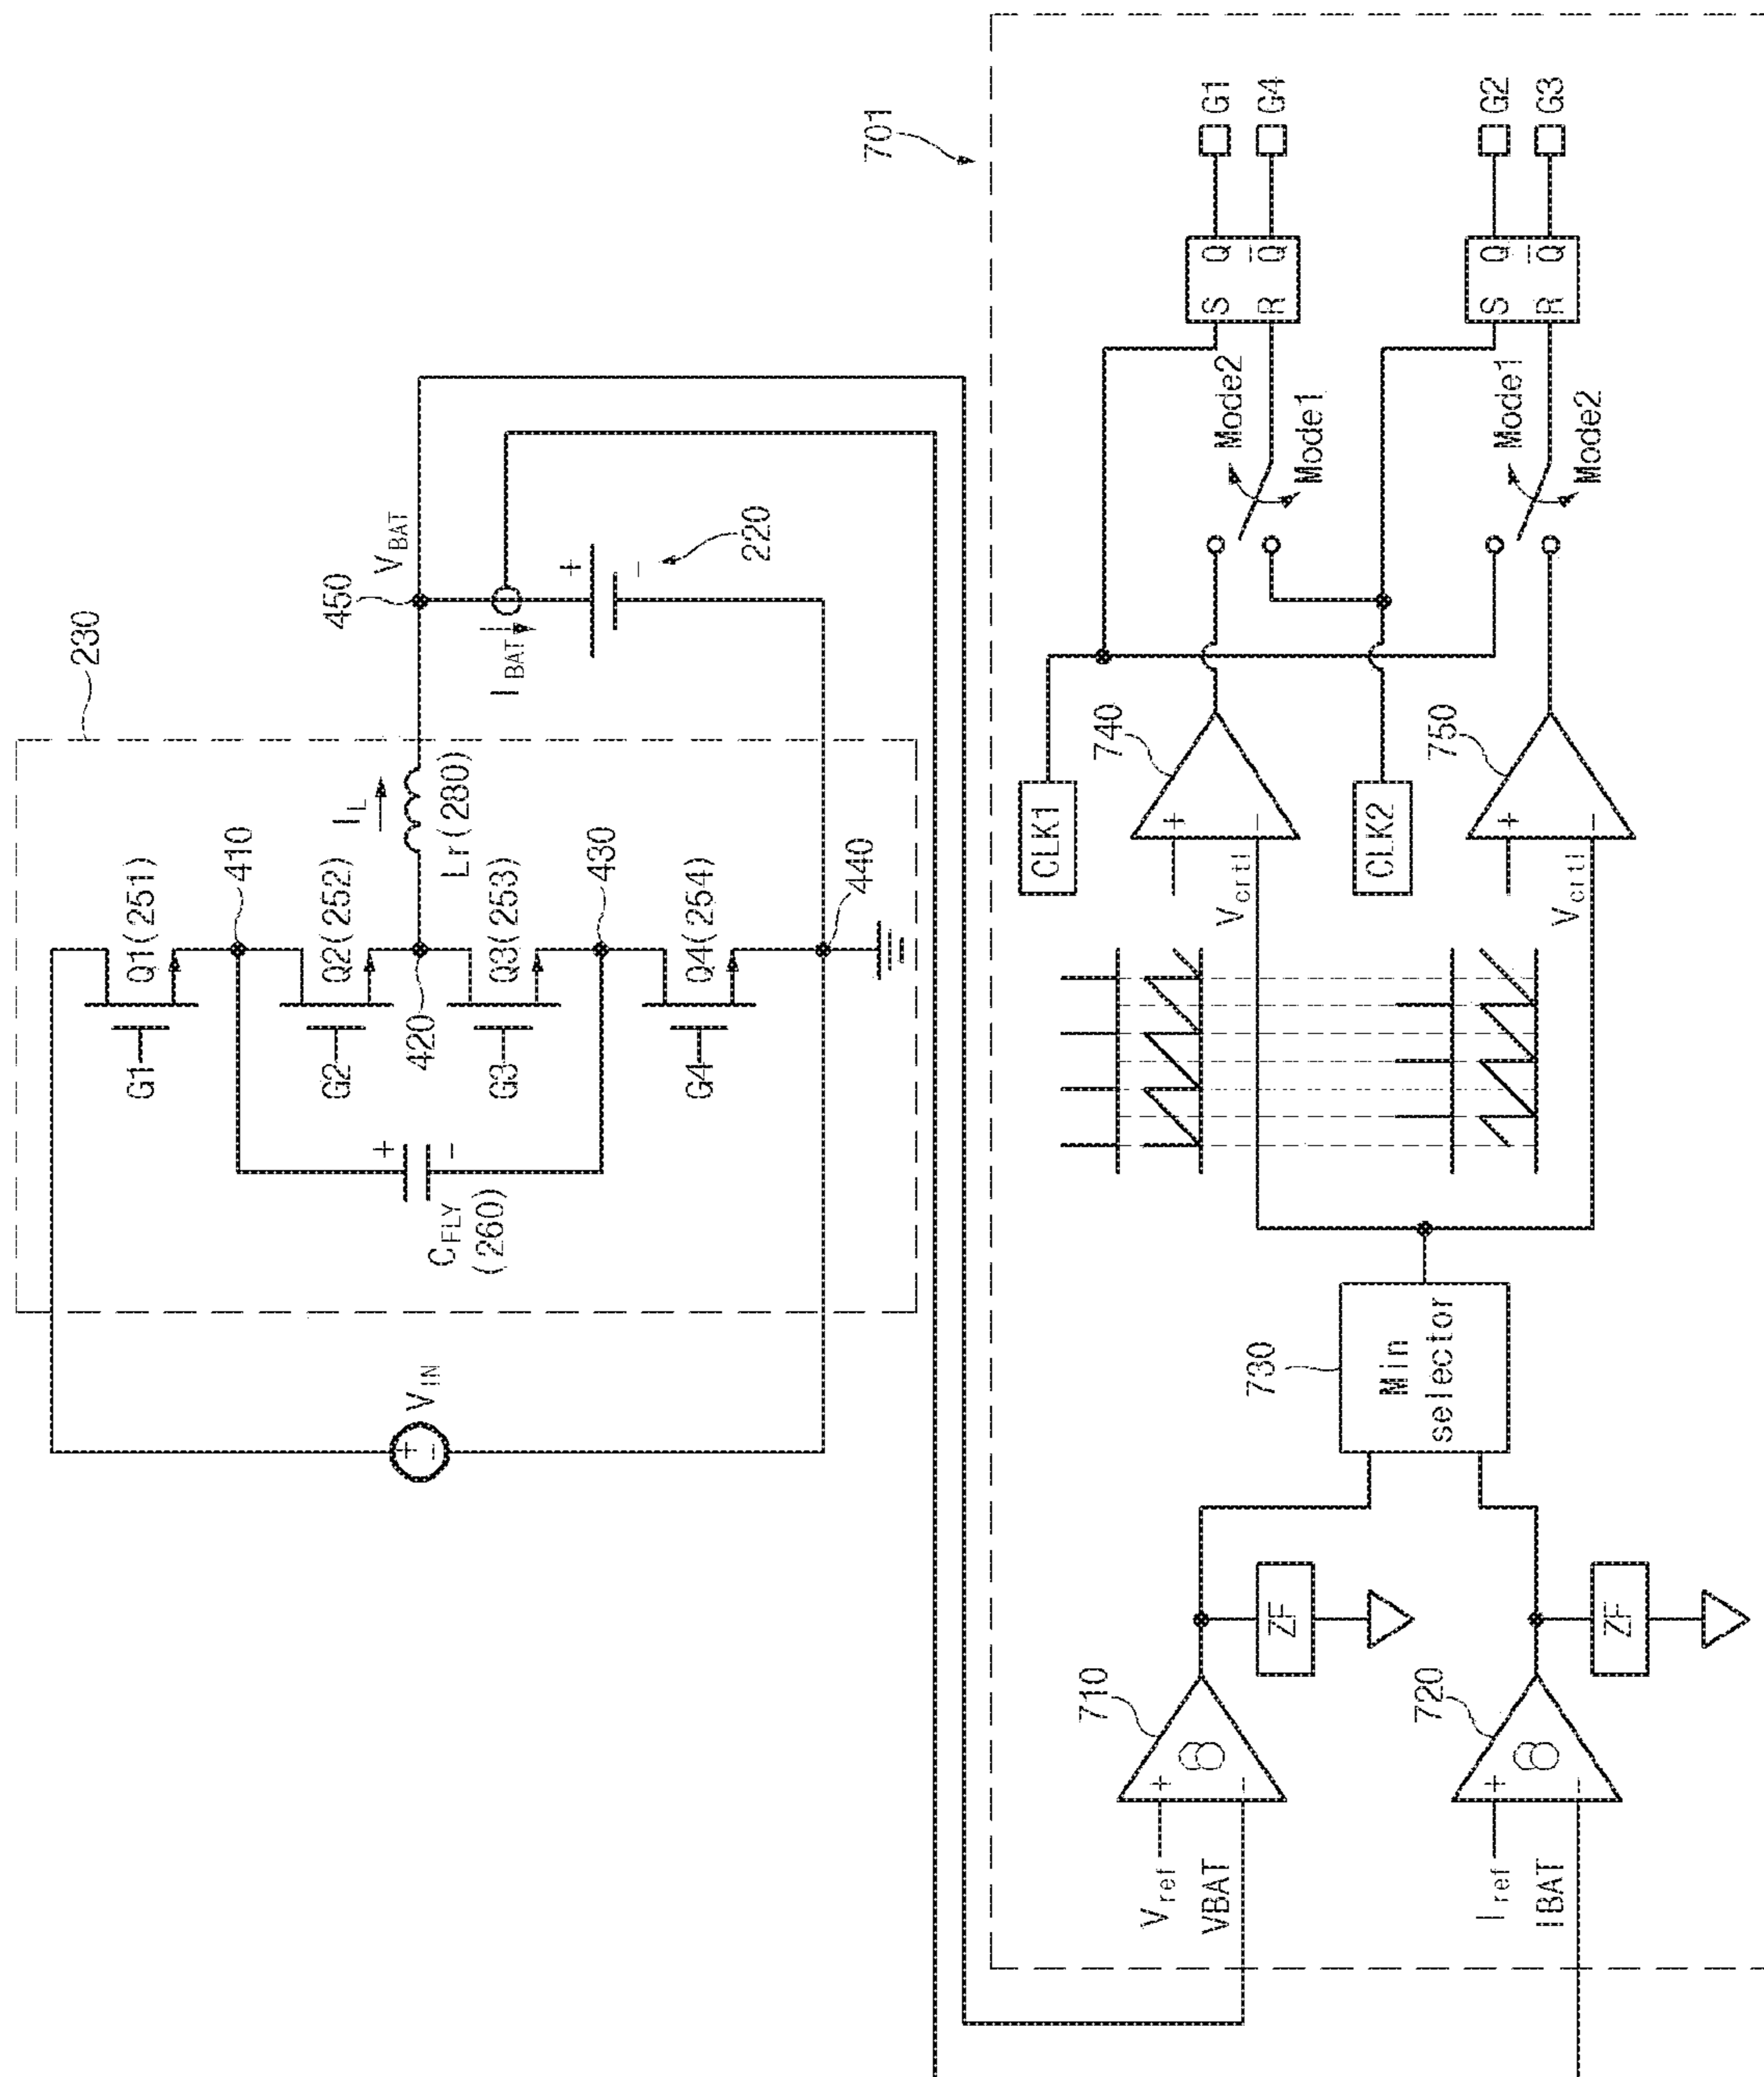 230
Q1(251)
G1
410
Q2(252)
G2
420
Q3(253)
G3
430
Q4(254)
G4
440
CFLY
(260)
+
-
IL
Lr(280)
450
VBAT
IBAT
+
-
220
VIN
+
-
701
Vref
VBAT
+
-
710
ZF
Iref
IBAT
+
-
720
ZF
730
Min
selector
CLK1
740
+
-
Vcrtl
CLK2
750
+
-
Vctl
Mode2
Mode1
S Q
R Q̅
G1
G4
Mode1
Mode2
S Q
R Q̅
G2
G3